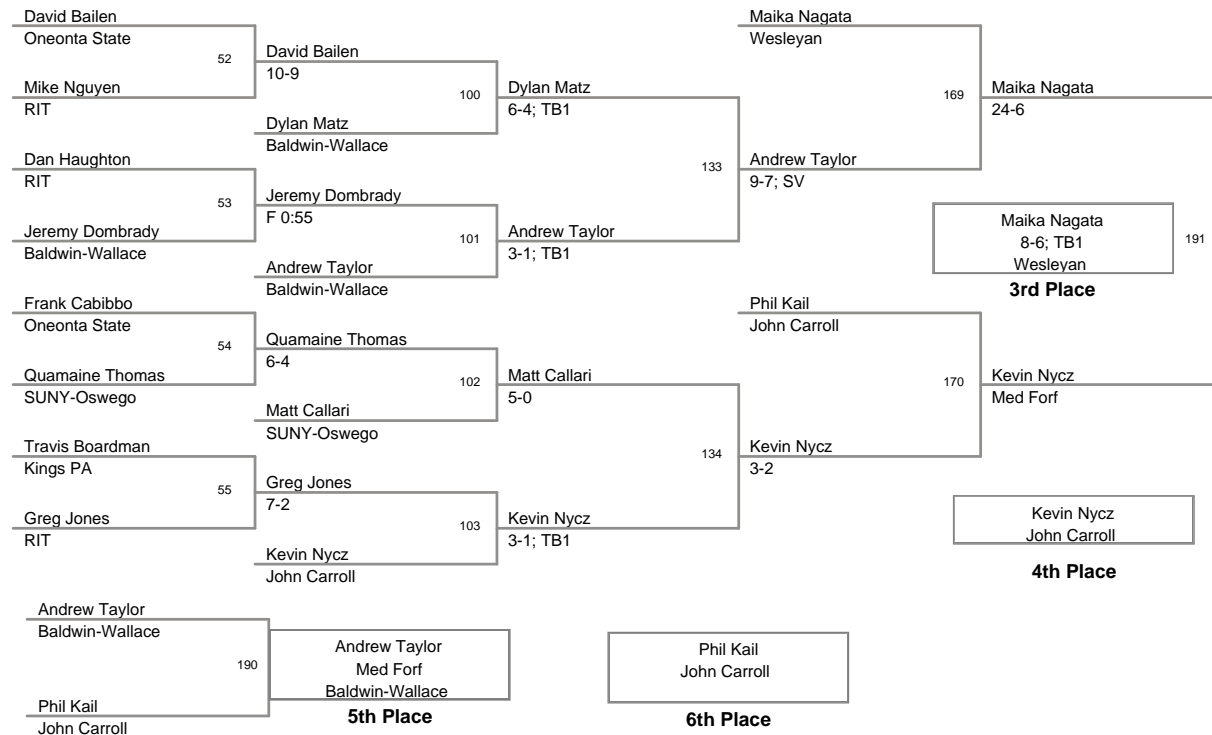 David Bailen
Oneonta State
52
Mike Nguyen
RIT
David Bailen
10-9
100
Dylan Matz
Baldwin-Wallace
Dylan Matz
6-4; TB1
Dan Haughton
RIT
53
Jeremy Dombrady
Baldwin-Wallace
Jeremy Dombrady
F 0:55
101
Andrew Taylor
Baldwin-Wallace
Andrew Taylor
3-1; TB1
133
Frank Cabibbo
Oneonta State
54
Quamaine Thomas
SUNY-Oswego
Quamaine Thomas
6-4
102
Matt Callari
SUNY-Oswego
Matt Callari
5-0
Travis Boardman
Kings PA
55
Greg Jones
RIT
Greg Jones
7-2
103
Kevin Nycz
John Carroll
Kevin Nycz
3-1; TB1
134
Maika Nagata
Wesleyan
169
Andrew Taylor
9-7; SV
Maika Nagata
24-6
Maika Nagata
8-6; TB1
Wesleyan
191
3rd Place
Phil Kail
John Carroll
170
Kevin Nycz
3-2
Kevin Nycz
Med Forf
Kevin Nycz
John Carroll
4th Place
Andrew Taylor
Baldwin-Wallace
190
Phil Kail
John Carroll
Andrew Taylor
Med Forf
Baldwin-Wallace
5th Place
Phil Kail
John Carroll
6th Place